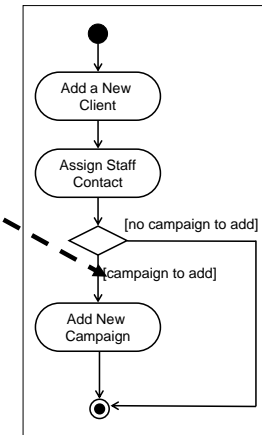 Add a New
Client
Assign Staff
Contact
[no campaign to add]
[campaign to add]
Add New
Campaign